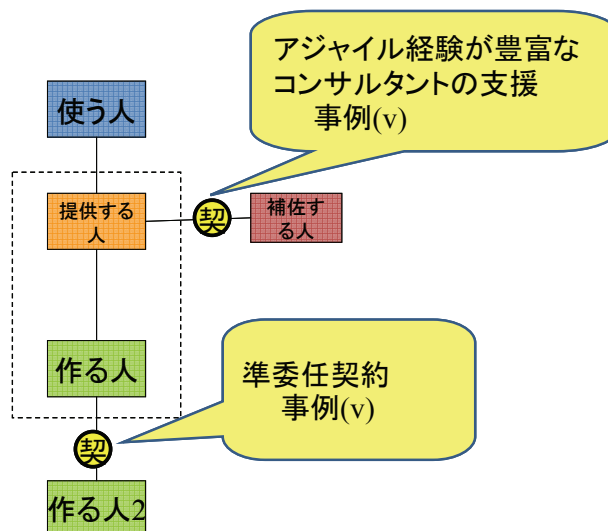 アジャイル経験が豊富な
コンサルタントの支援
事例(v)
使う人
提供する
人
契
補佐す
る人
作る人
準委任契約
事例(v)
契
作る人2